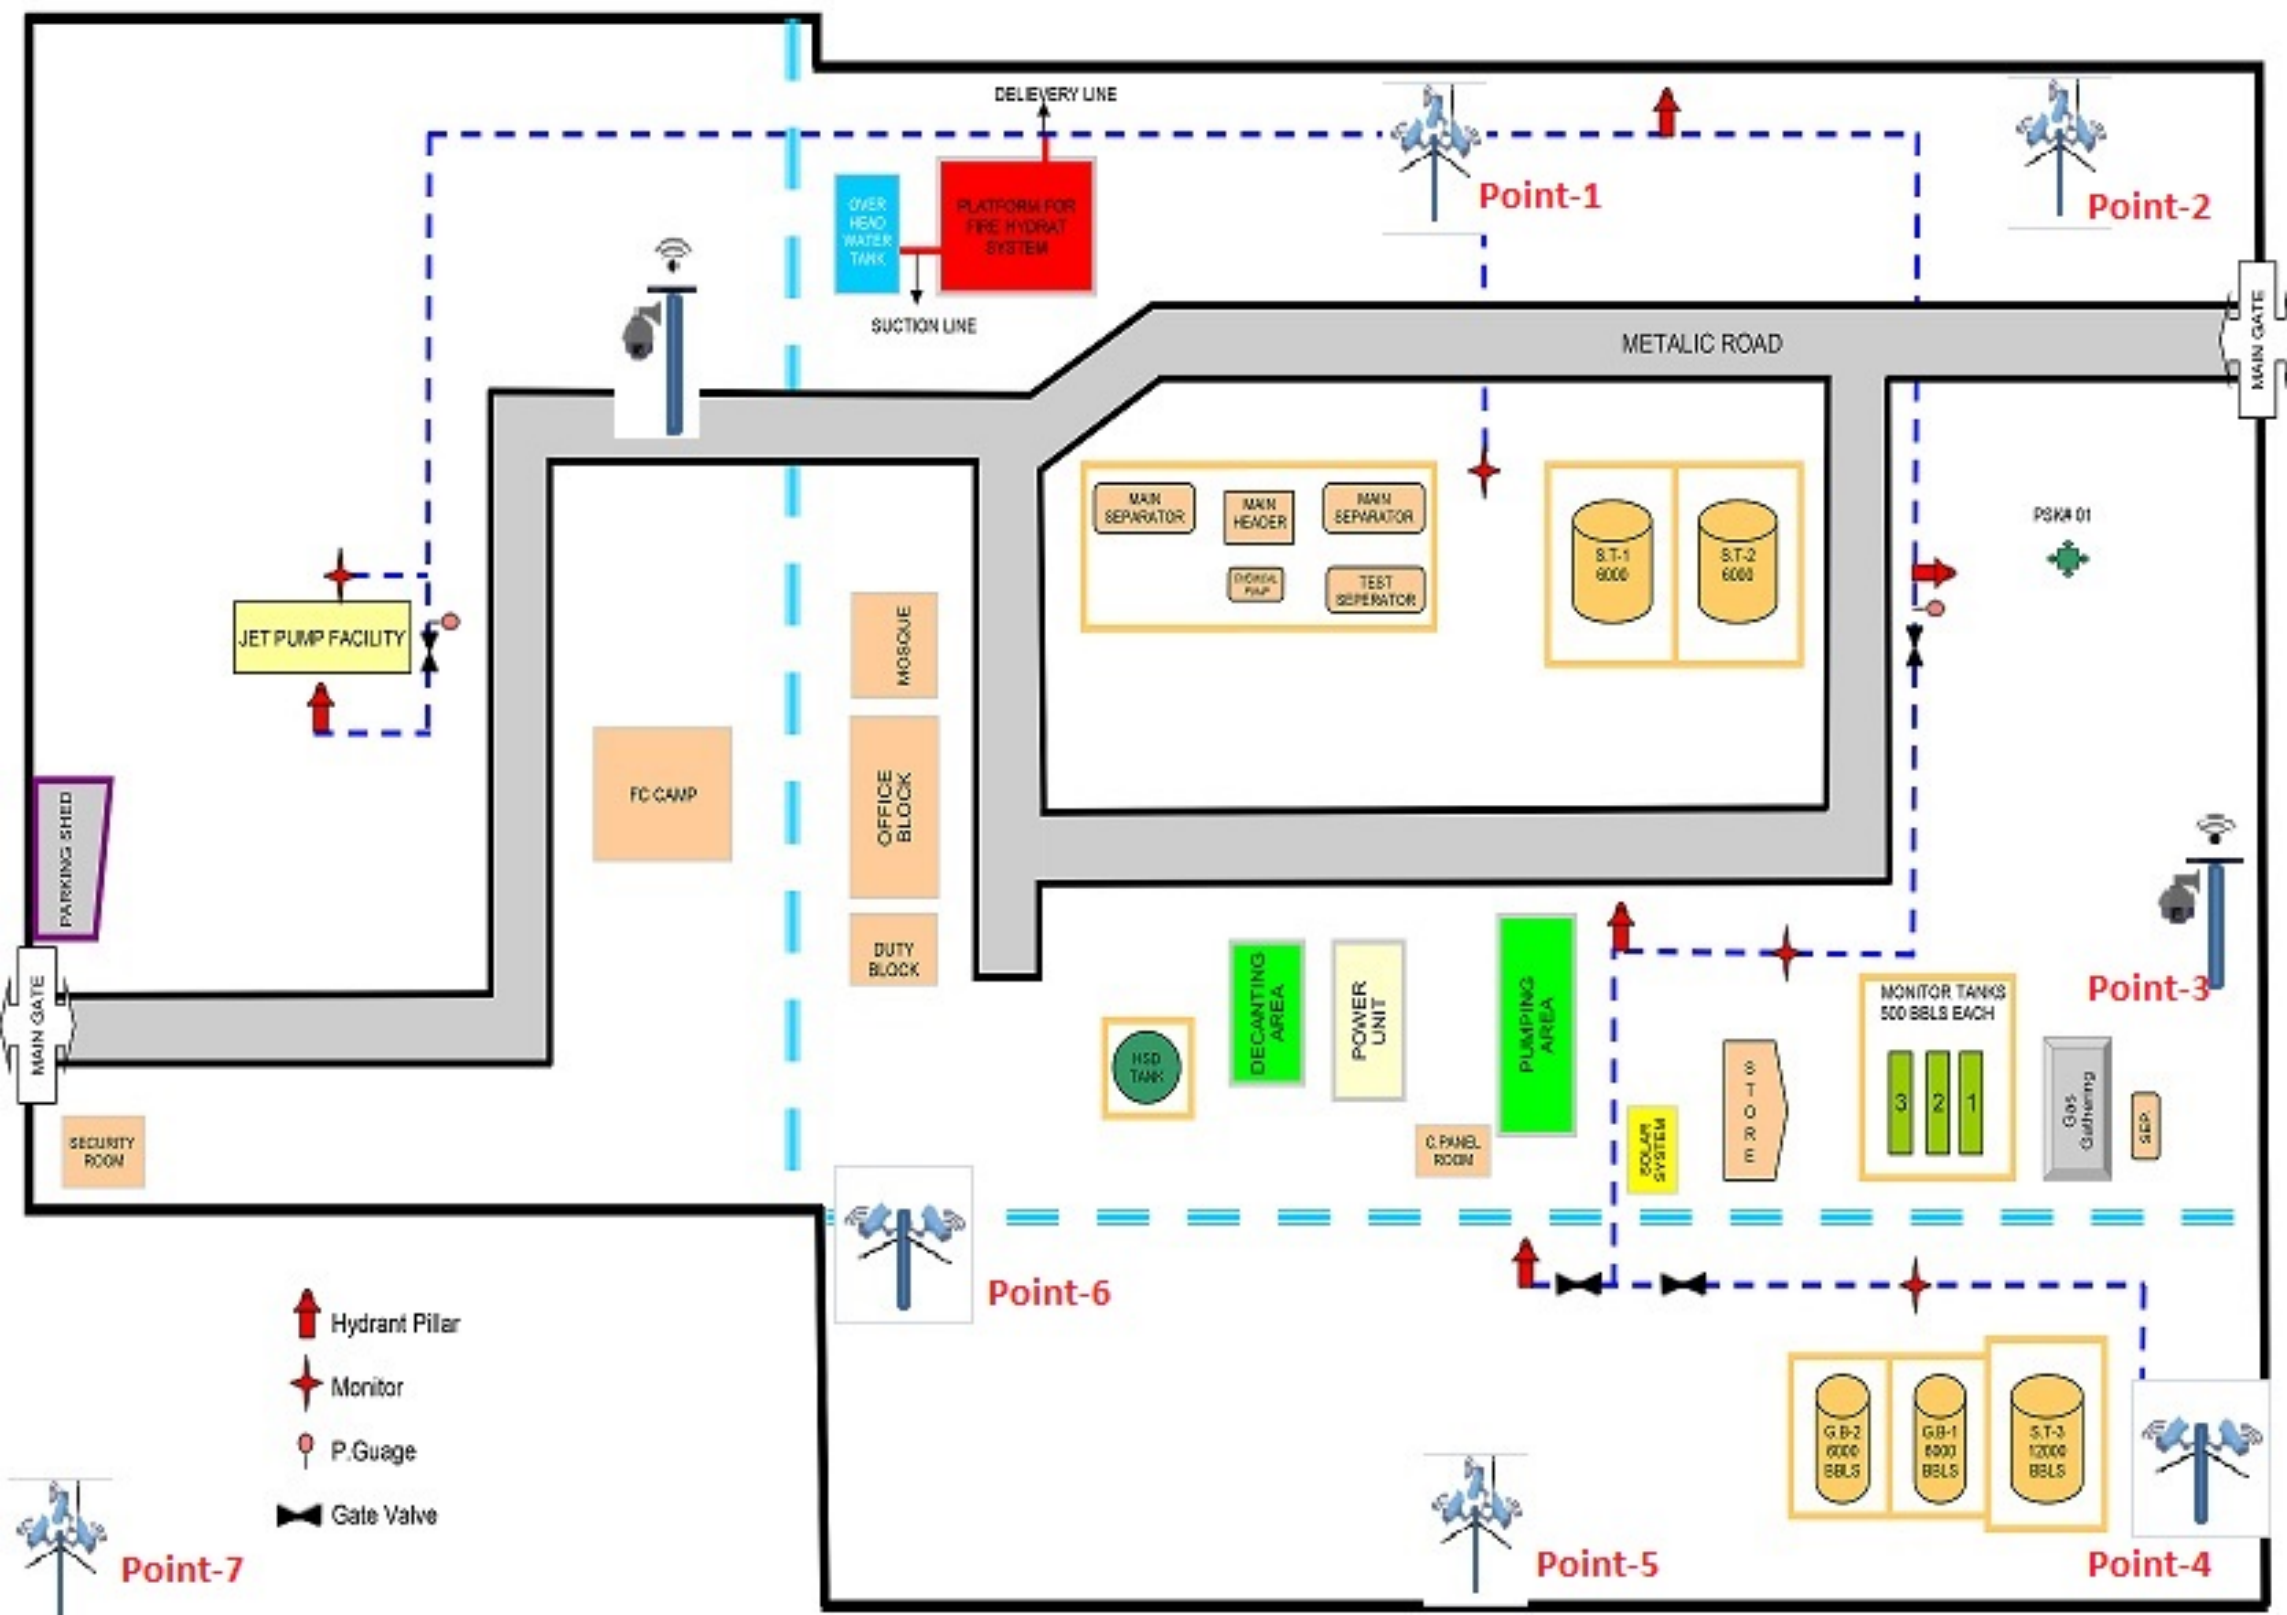 DELIEVERY LINE
OVER
HEAD
WATER
TANK
PLATFORM FOR
FIRE HYDRAT
SYSTEM
SUCTION LINE
Point-1
Point-2
METALIC ROAD
MAIN GATE
MAIN
SEPARATOR
MAIN
HEADER
MAIN
SEPARATOR
PUMP
TEST
SEPERATOR
S.T-1
6000
S.T-2
6000
PSK# 01
JET PUMP FACILITY
MOSQUE
FC CAMP
OFFICE
BLOCK
DUTY
BLOCK
PARKING SHED
MAIN GATE
SECURITY
ROOM
HSD
TANK
DECANTING
AREA
POWER
UNIT
PUMPING
AREA
C.PANEL
ROOM
SOLAR
SYSTEM
STORE
MONITOR TANKS
500 BBLS EACH
3
2
1
Gas
Gathering
SEP.
Point-3
Point-6
Hydrant Pillar
Monitor
P.Guage
Gate Valve
G.B-2
6000
BBLS
G.B-1
6000
BBLS
S.T-3
12000
BBLS
Point-7
Point-5
Point-4